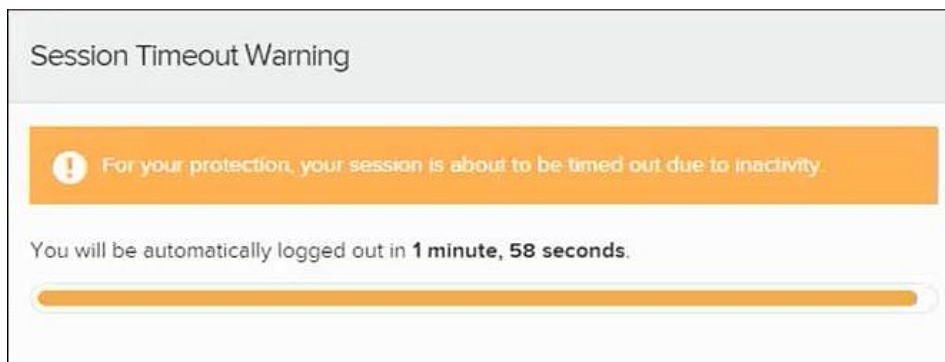 Session Timeout Warning
For your protection, your session is about to be timed out due to inactivity.
You will be automatically logged out in 1 minute, 58 seconds.